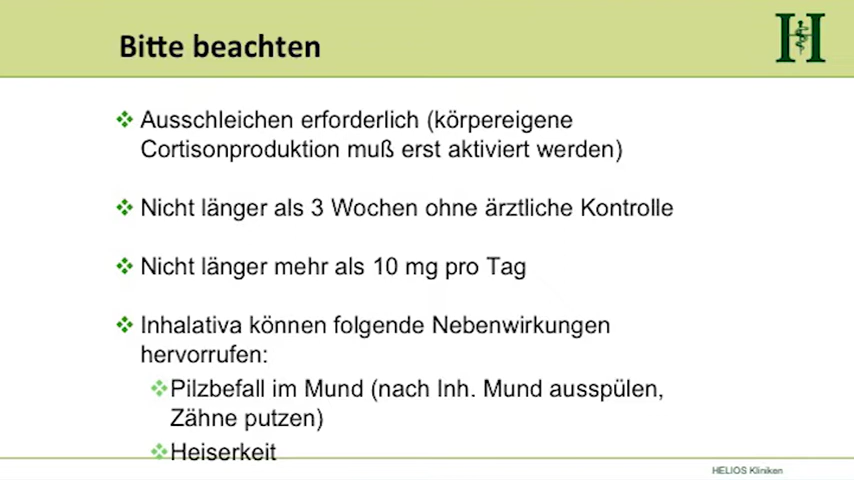 Bitte beachten
H
Ausschleichen erforderlich (körpereigene
Cortisonproduktion muß erst aktiviert werden)
Nicht länger als 3 Wochen ohne ärztliche Kontrolle
Nicht länger mehr als 10 mg pro Tag
Inhalativa können folgende Nebenwirkungen
hervorrufen:
Pilzbefall im Mund (nach Inh. Mund ausspülen,
Zähne putzen)
Heiserkeit
HELIOS Kliniken